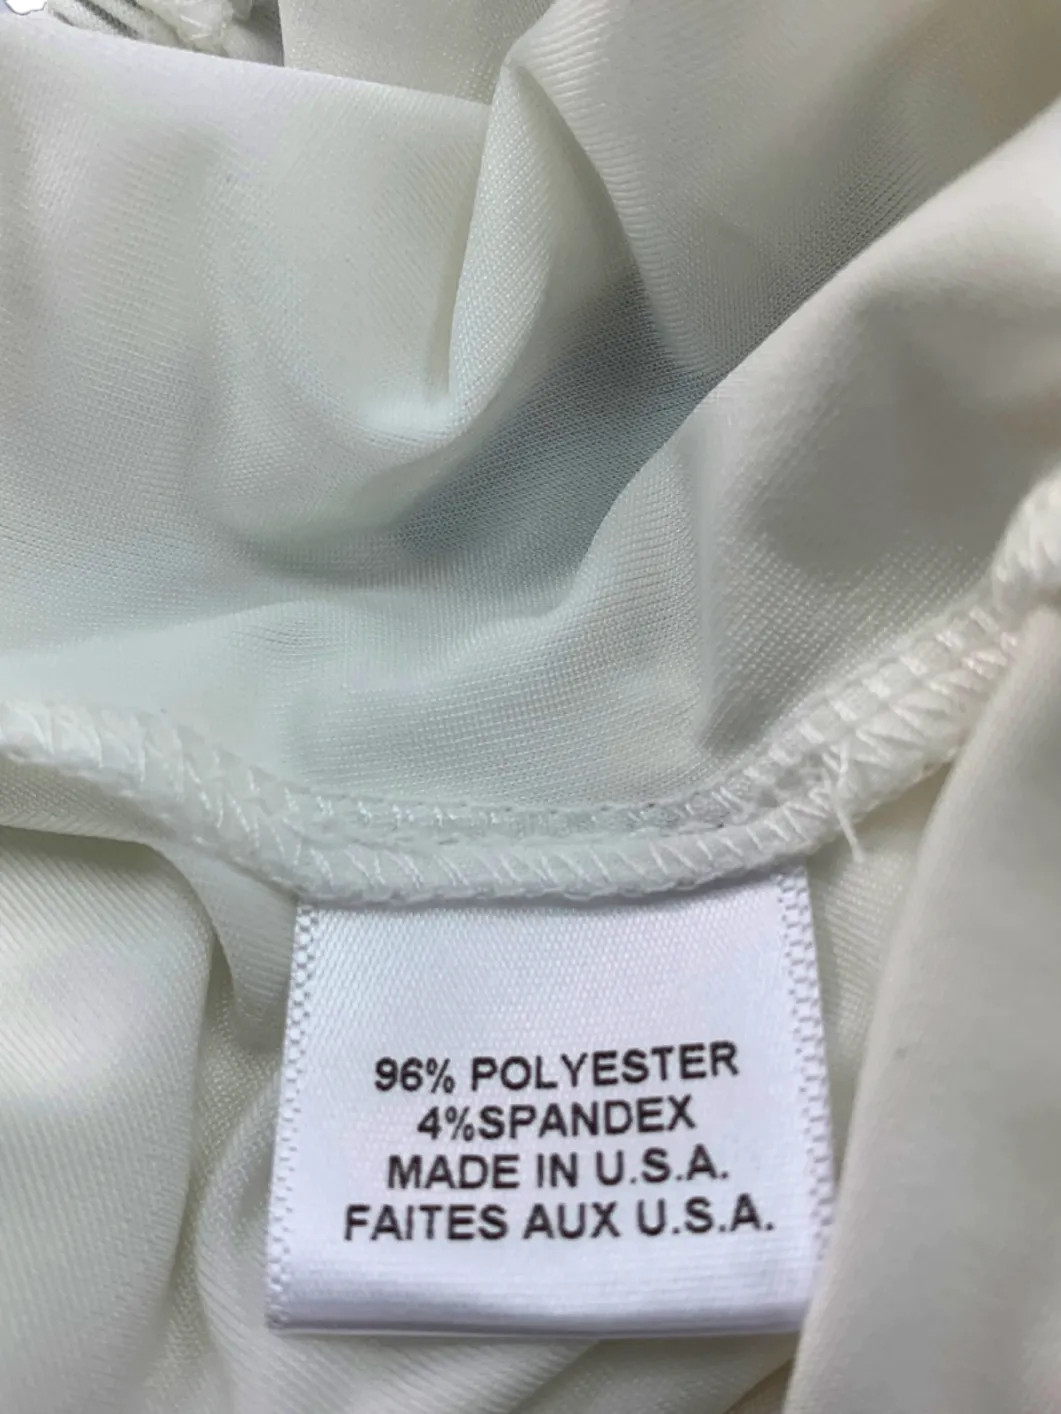 96% POLYESTER
4%SPANDEX
MADE IN U.S.A.
FAITES AUX U.S.A.